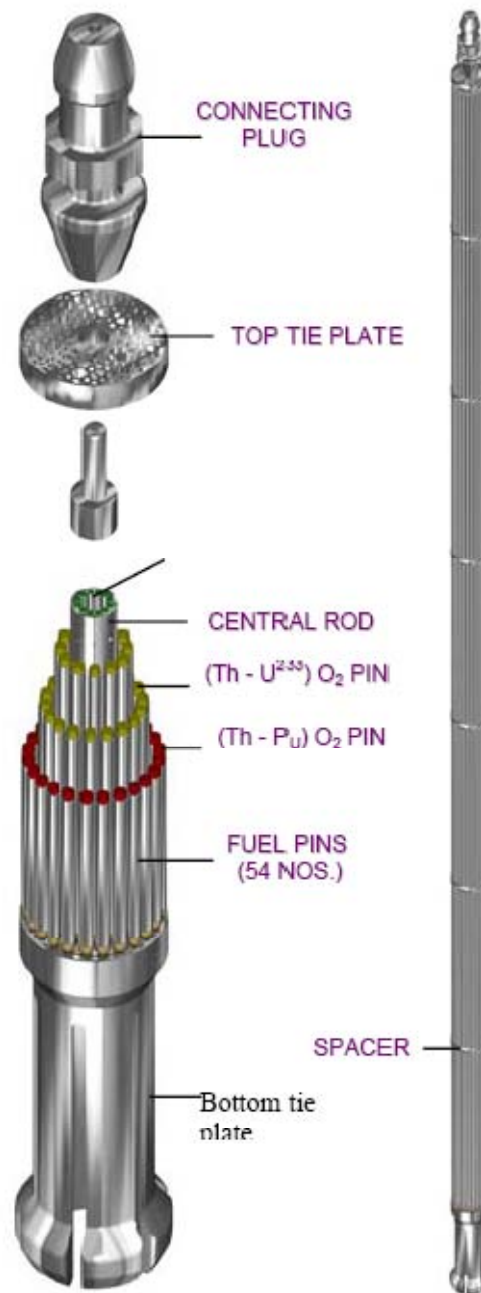 CONNECTING
PLUG
TOP TIE PLATE
CENTRAL ROD
(Th - U²³³) O₂ PIN
(Th - Pᵤ) O₂ PIN
FUEL PINS
(54 NOS.)
SPACER
Bottom tie
plate